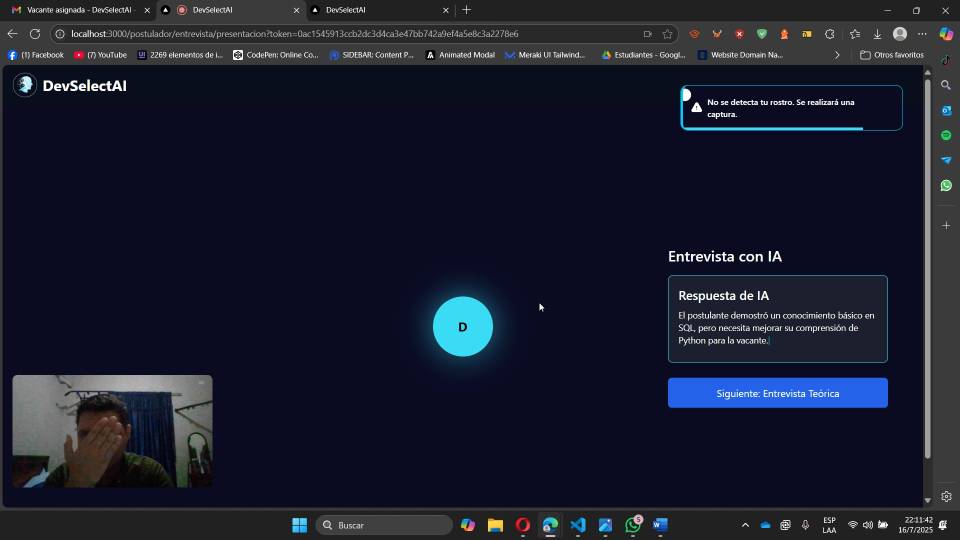 Vacante asignada - DevSelectAI -
DevSelectAI
DevSelectAI
localhost:3000/postulador/entrevista/presentacion?token=0ac1545913ccb2dc3d4ca3e47bb742a9ef4a5e8c3a2278e6
(1) Facebook
(7) YouTube
2269 elementos de i...
CodePen: Online Co...
SIDEBAR: Content P...
Animated Modal
Meraki UI Tailwind...
Estudiantes - Googl...
Website Domain Na...
Otros favoritos
DevSelectAI
No se detecta tu rostro. Se realizará una
captura.
Entrevista con IA
Respuesta de IA
El postulante demostró un conocimiento básico en
SQL, pero necesita mejorar su comprensión de
Python para la vacante.
D
Siguiente: Entrevista Teórica
Buscar
5
ESP
LAA
22:11:42
16/7/2025